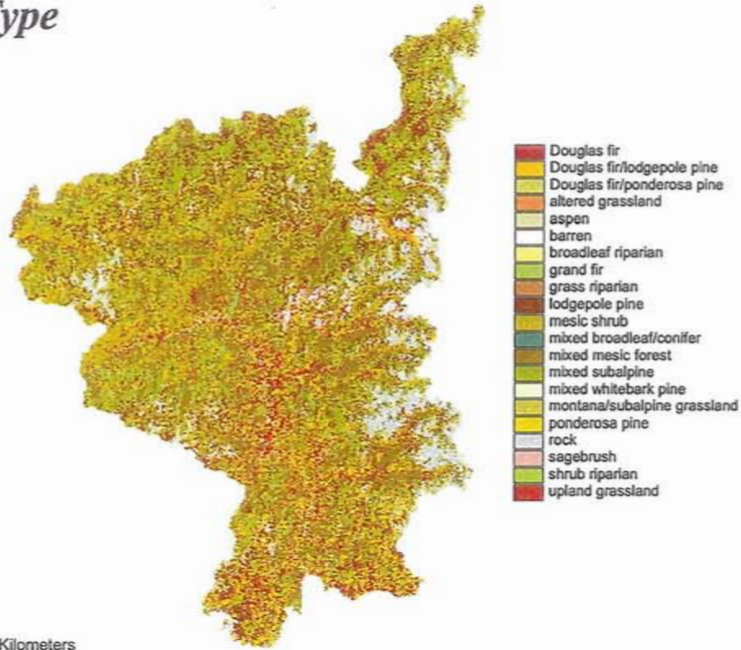 ype
Douglas fir
Douglas fir/lodgepole pine
Douglas fir/ponderosa pine
altered grassland
aspen
barren
broadleaf riparian
grand fir
grass riparian
lodgepole pine
mesic shrub
mixed broadleaf/conifer
mixed mesic forest
mixed subalpine
mixed whitebark pine
montana/subalpine grassland
ponderosa pine
rock
sagebrush
shrub riparian
upland grassland
Kilometers